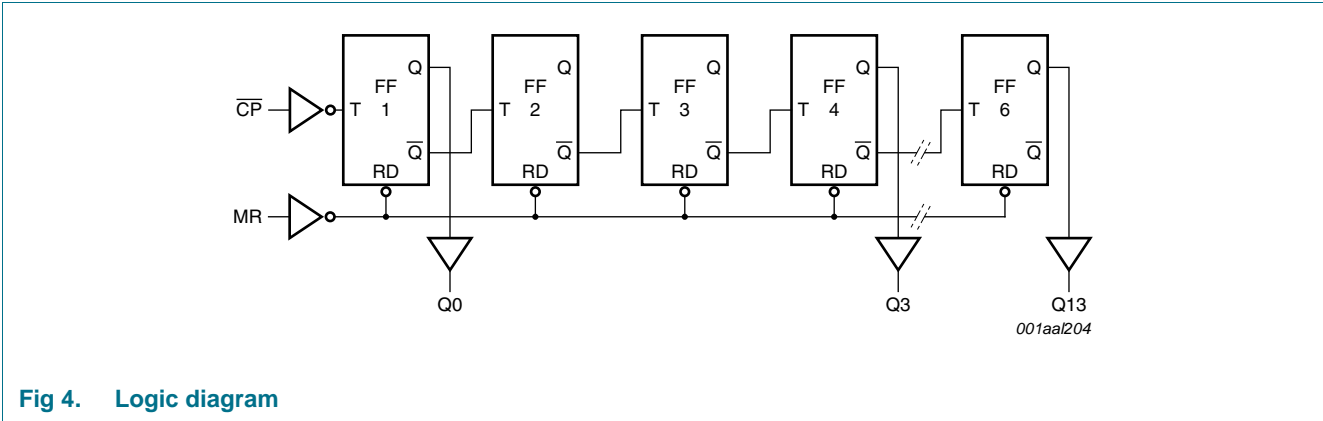 Q Q Q Q Q
FF FF FF FF FF
C̅P̅ T 1 T 2 T 3 T 4 T 6
Q̅ Q̅ Q̅ Q̅ Q̅
RD RD RD RD RD
MR
Q0 Q3 Q13
001aal204
Fig 4. Logic diagram